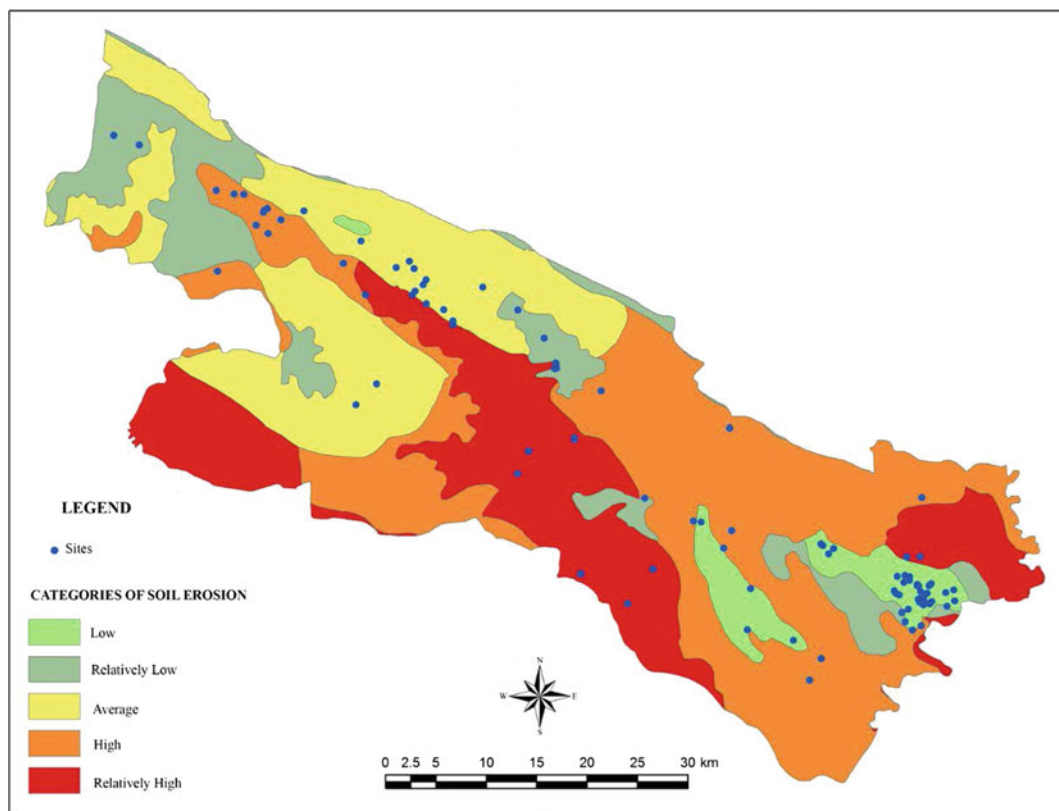 LEGEND
Sites
CATEGORIES OF SOIL EROSION
Low
Relatively Low
Average
High
Relatively High
N
W E
S
0 2.5 5 10 15 20 25 30 km